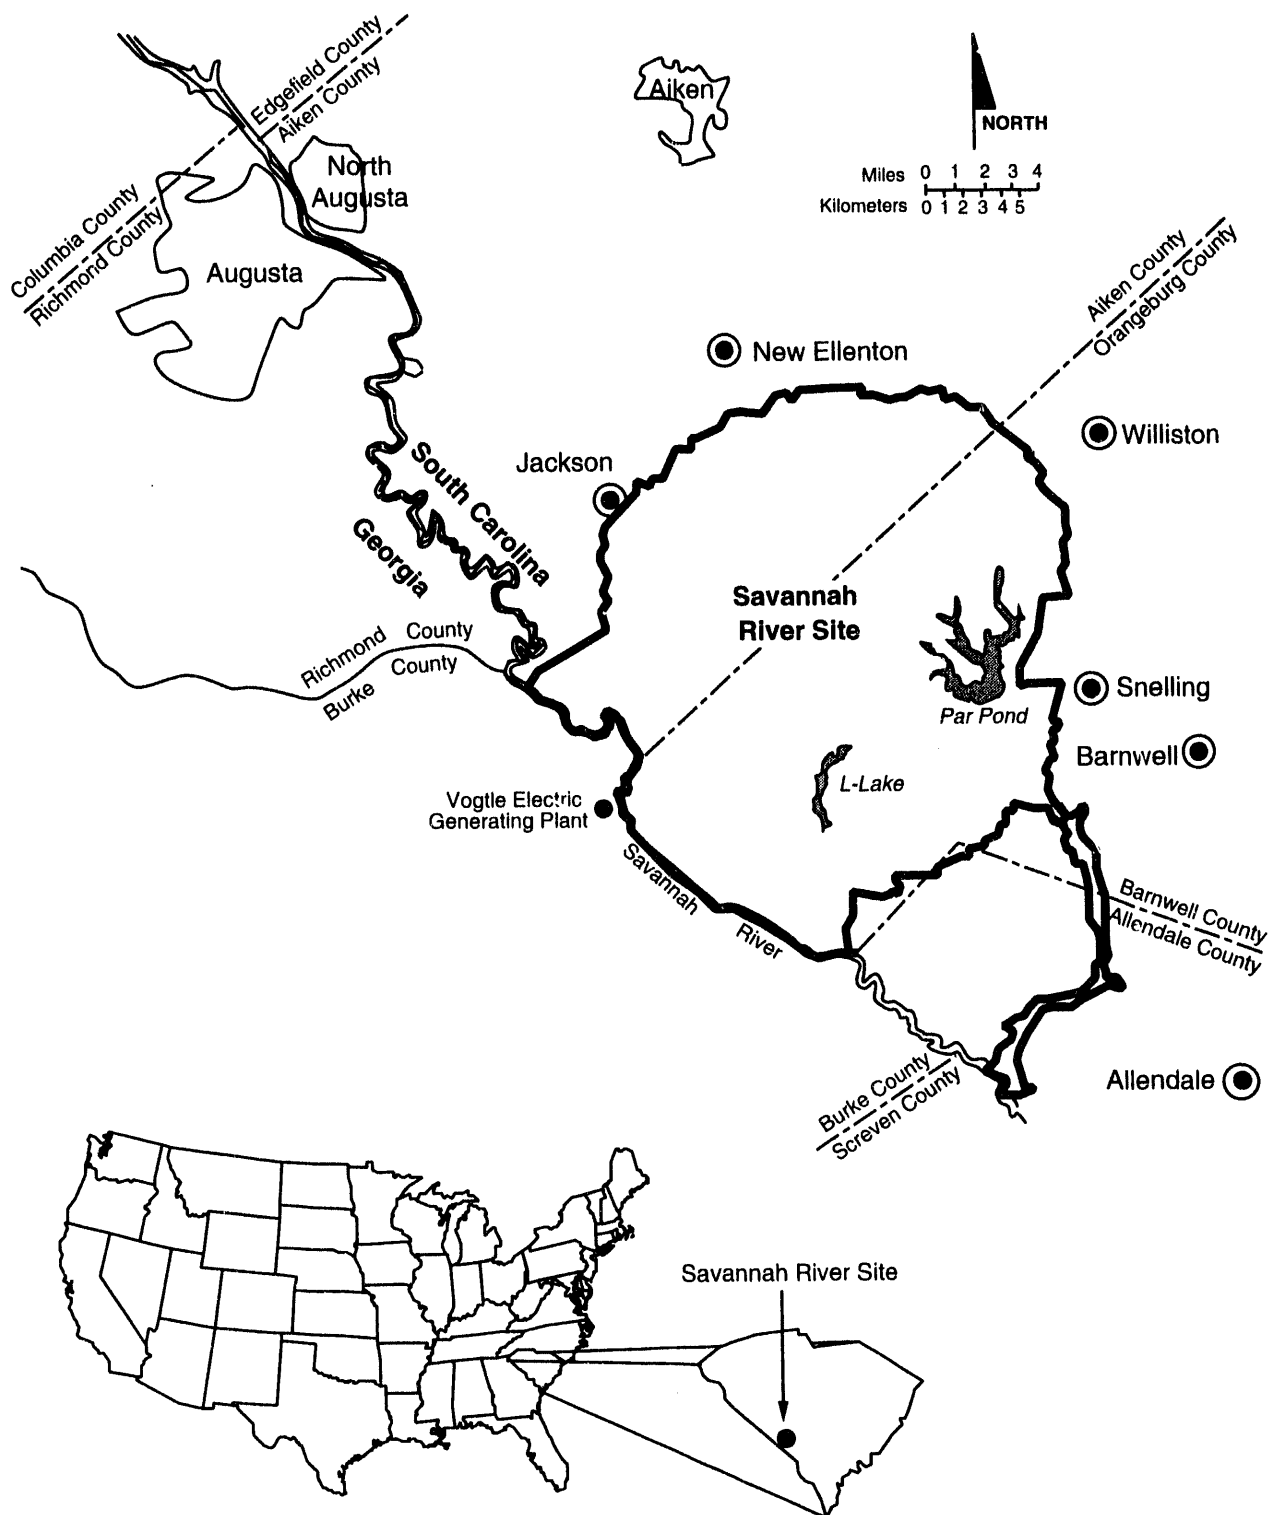 Edgefield County
Aiken County
Aiken
NORTH
North
Augusta
Miles 0 1 2 3 4
Kilometers 0 1 2 3 4 5
Columbia County
Richmond County
Augusta
Aiken County
Orangeburg County
New Ellenton
Williston
Jackson
South Carolina
Georgia
Savannah
River Site
Richmond County
Burke County
Snelling
Par Pond
Barnwell
L-Lake
Vogtle Electric
Generating Plant
Savannah River
Barnwell County
Allendale County
Burke County
Screven County
Allendale
Savannah River Site